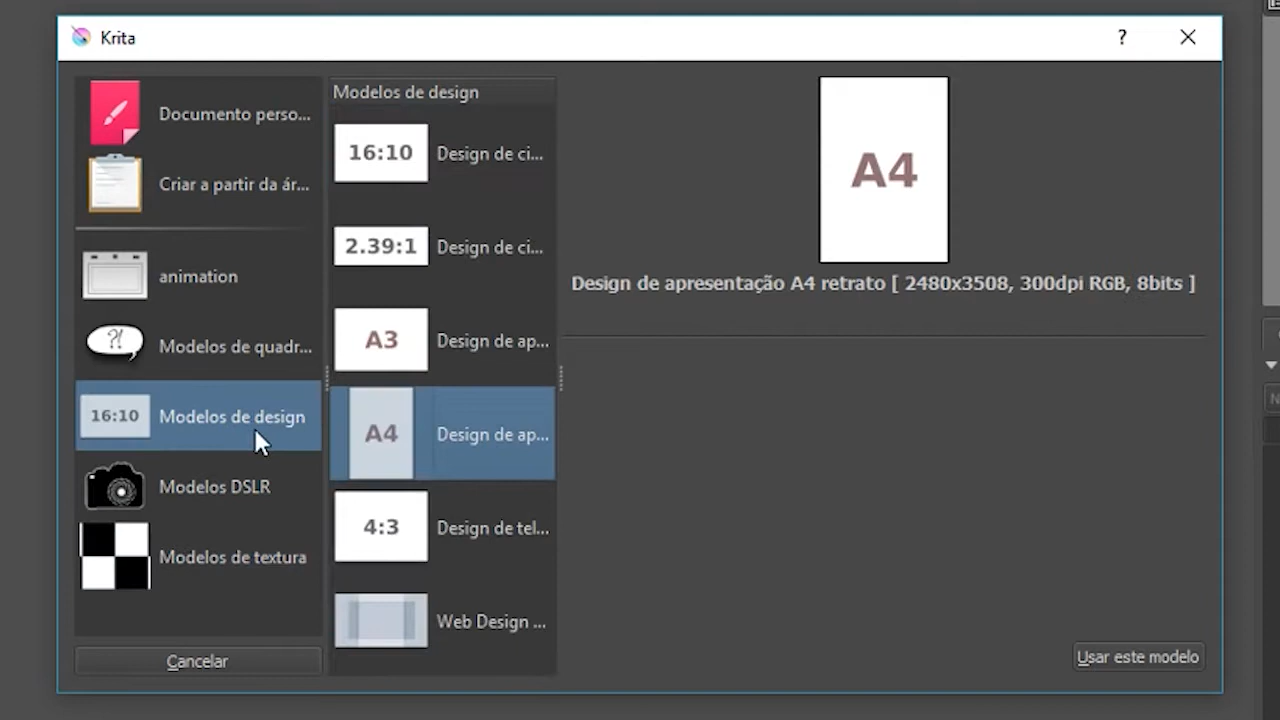 Krita
?
Documento perso...
Criar a partir da ár...
animation
?!
Modelos de quadr...
16:10
Modelos de design
Modelos DSLR
Modelos de textura
Cancelar
Modelos de design
16:10
Design de ci...
2.39:1
Design de ci...
A3
Design de ap...
A4
Design de ap...
4:3
Design de tel...
Web Design ...
A4
Design de apresentação A4 retrato [ 2480x3508, 300dpi RGB, 8bits ]
Usar este modelo